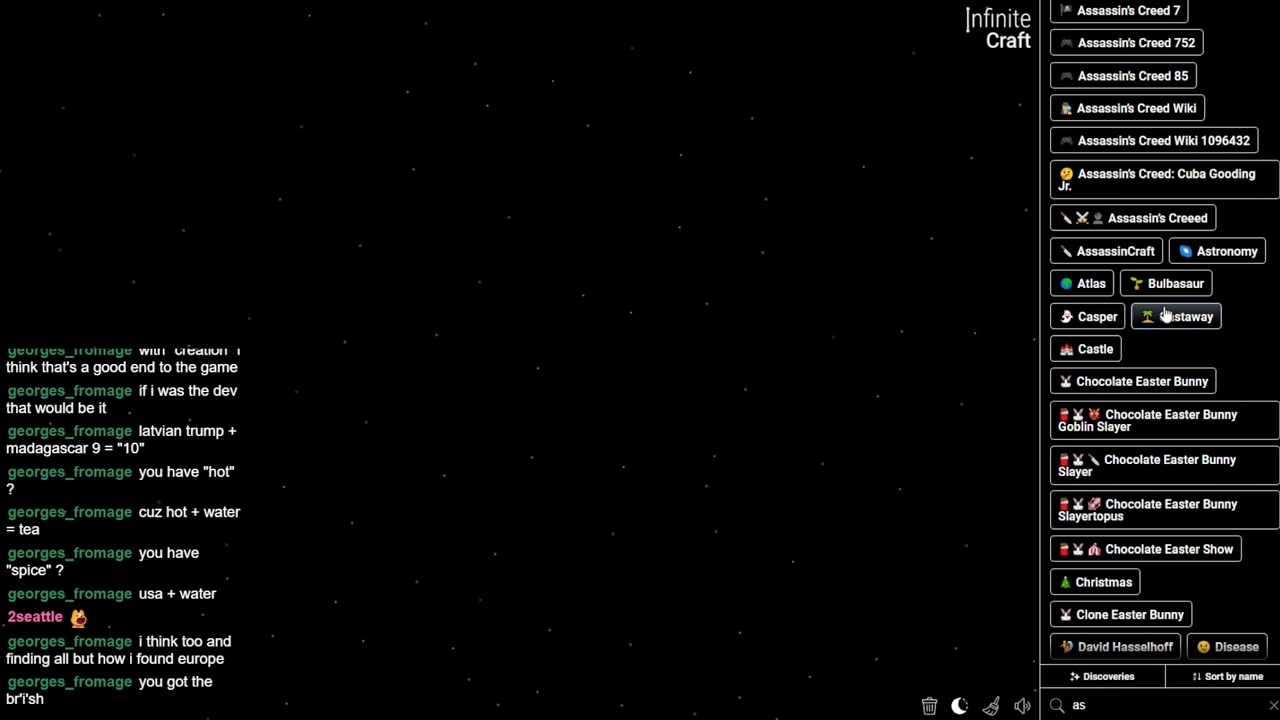 Infinite
Craft
georges_fromage with "creation" i
think that's a good end to the game
georges_fromage if i was the dev
that would be it
georges_fromage latvian trump +
madagascar 9 = "10"
georges_fromage you have "hot"
?
georges_fromage cuz hot + water
= tea
georges_fromage you have
"spice" ?
georges_fromage usa + water
2seattle
georges_fromage i think too and
finding all but how i found europe
georges_fromage you got the
br'i'sh
Assassin's Creed 7
Assassin's Creed 752
Assassin's Creed 85
Assassin's Creed Wiki
Assassin's Creed Wiki 1096432
Assassin's Creed: Cuba Gooding
Jr.
Assassin's Creeed
AssassinCraft Astronomy
Atlas Bulbasaur
Casper
Castle
Chocolate Easter Bunny
Chocolate Easter Bunny
Goblin Slayer
Chocolate Easter Bunny
Slayer
Chocolate Easter Bunny
Slayertopus
Chocolate Easter Show
Christmas
Clone Easter Bunny
David Hasselhoff Disease
Discoveries Sort by name
as